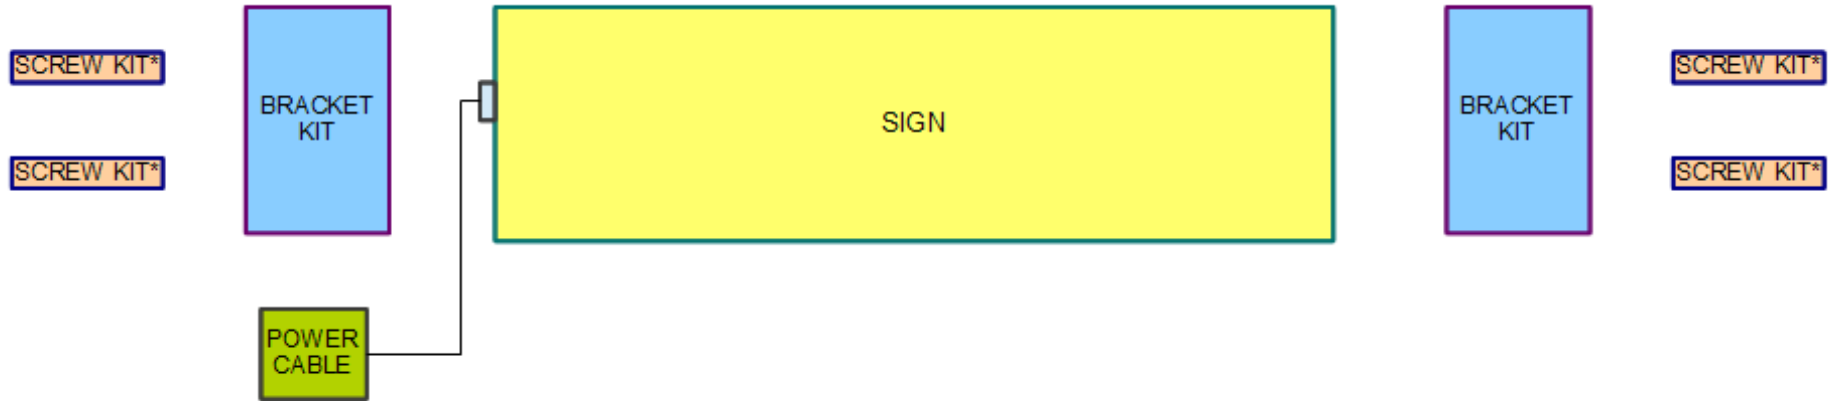 SCREW KIT*
SCREW KIT*
BRACKET
KIT
SIGN
BRACKET
KIT
SCREW KIT*
SCREW KIT*
POWER
CABLE